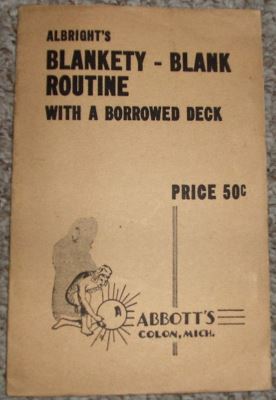 ALBRIGHT'S
BLANKETY - BLANK
ROUTINE
WITH A BORROWED DECK
PRICE 50¢
ABBOTT'S
COLON, MICH.